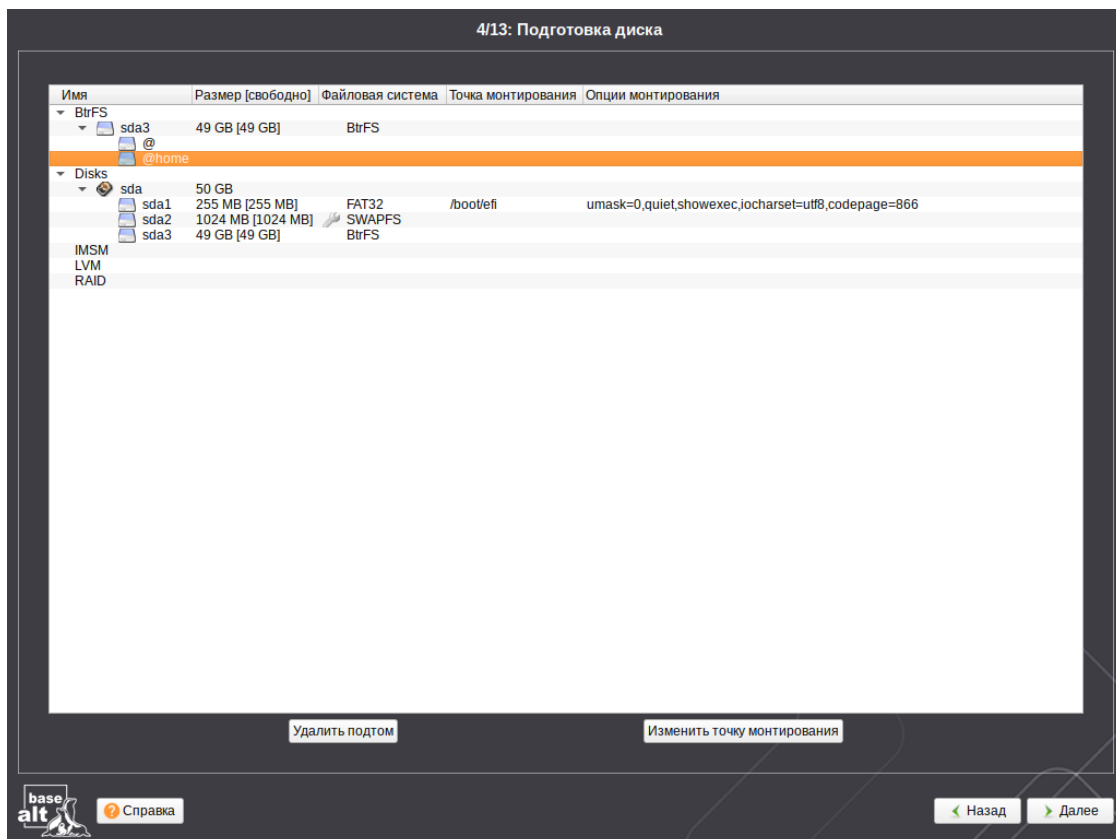 4/13: Подготовка диска
Имя Размер [свободно] Файловая система Точка монтирования Опции монтирования
BtrFS
sda3 49 GB [49 GB] BtrFS
@
@home
Disks
sda 50 GB
sda1 255 MB [255 MB] FAT32 /boot/efi umask=0,quiet,showexec,iocharset=utf8,codepage=866
sda2 1024 MB [1024 MB] SWAPFS
sda3 49 GB [49 GB] BtrFS
IMSM
LVM
RAID
Удалить подтом Изменить точку монтирования
base
alt Справка Назад Далее